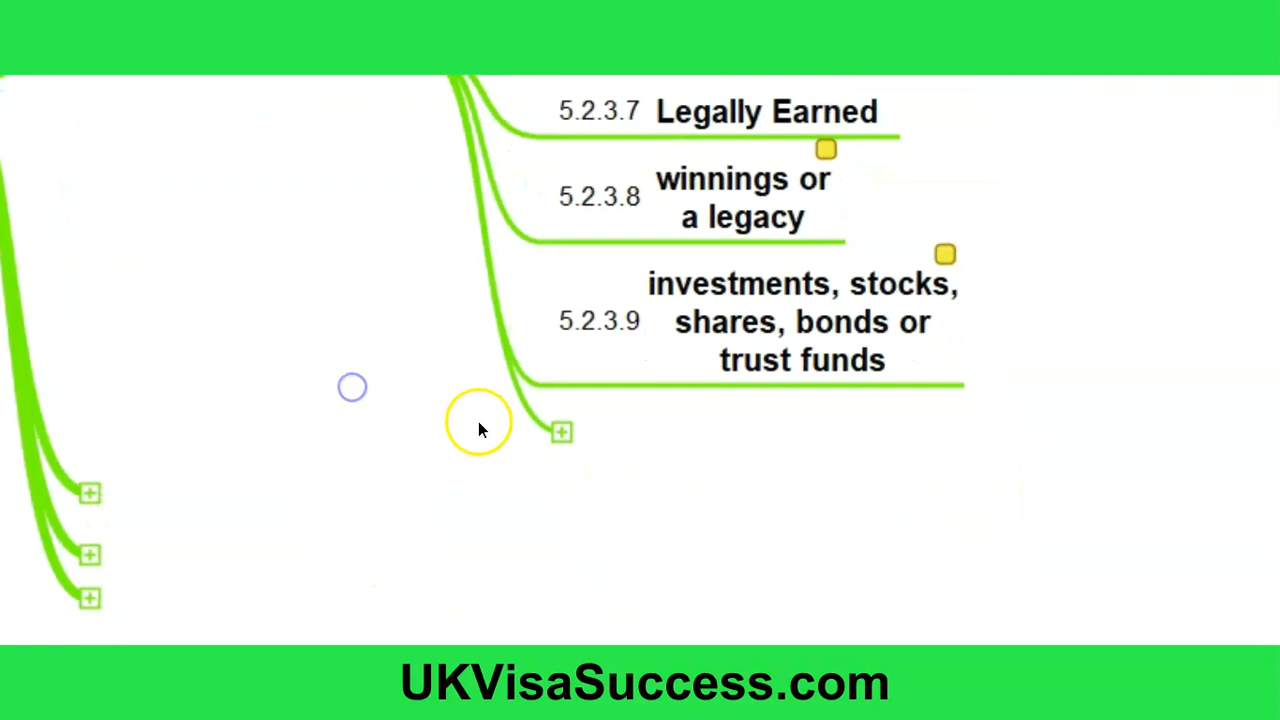 5.2.3.7 Legally Earned
5.2.3.8 winnings or
a legacy
5.2.3.9 investments, stocks,
shares, bonds or
trust funds
UKVisaSuccess.com